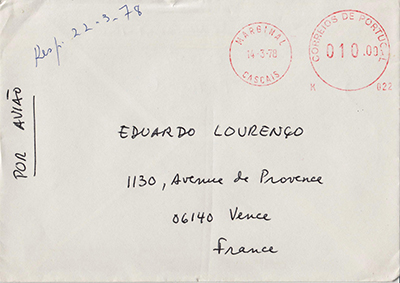 Resp. 22-3-78
MARGINAL
14-3-78
CASCAIS
CORREIOS DE PORTUGAL
010.00
K 022
POR AVIÃO
EDUARDO LOURENÇO
1130, Avenue de Provence
06140 Vence
France